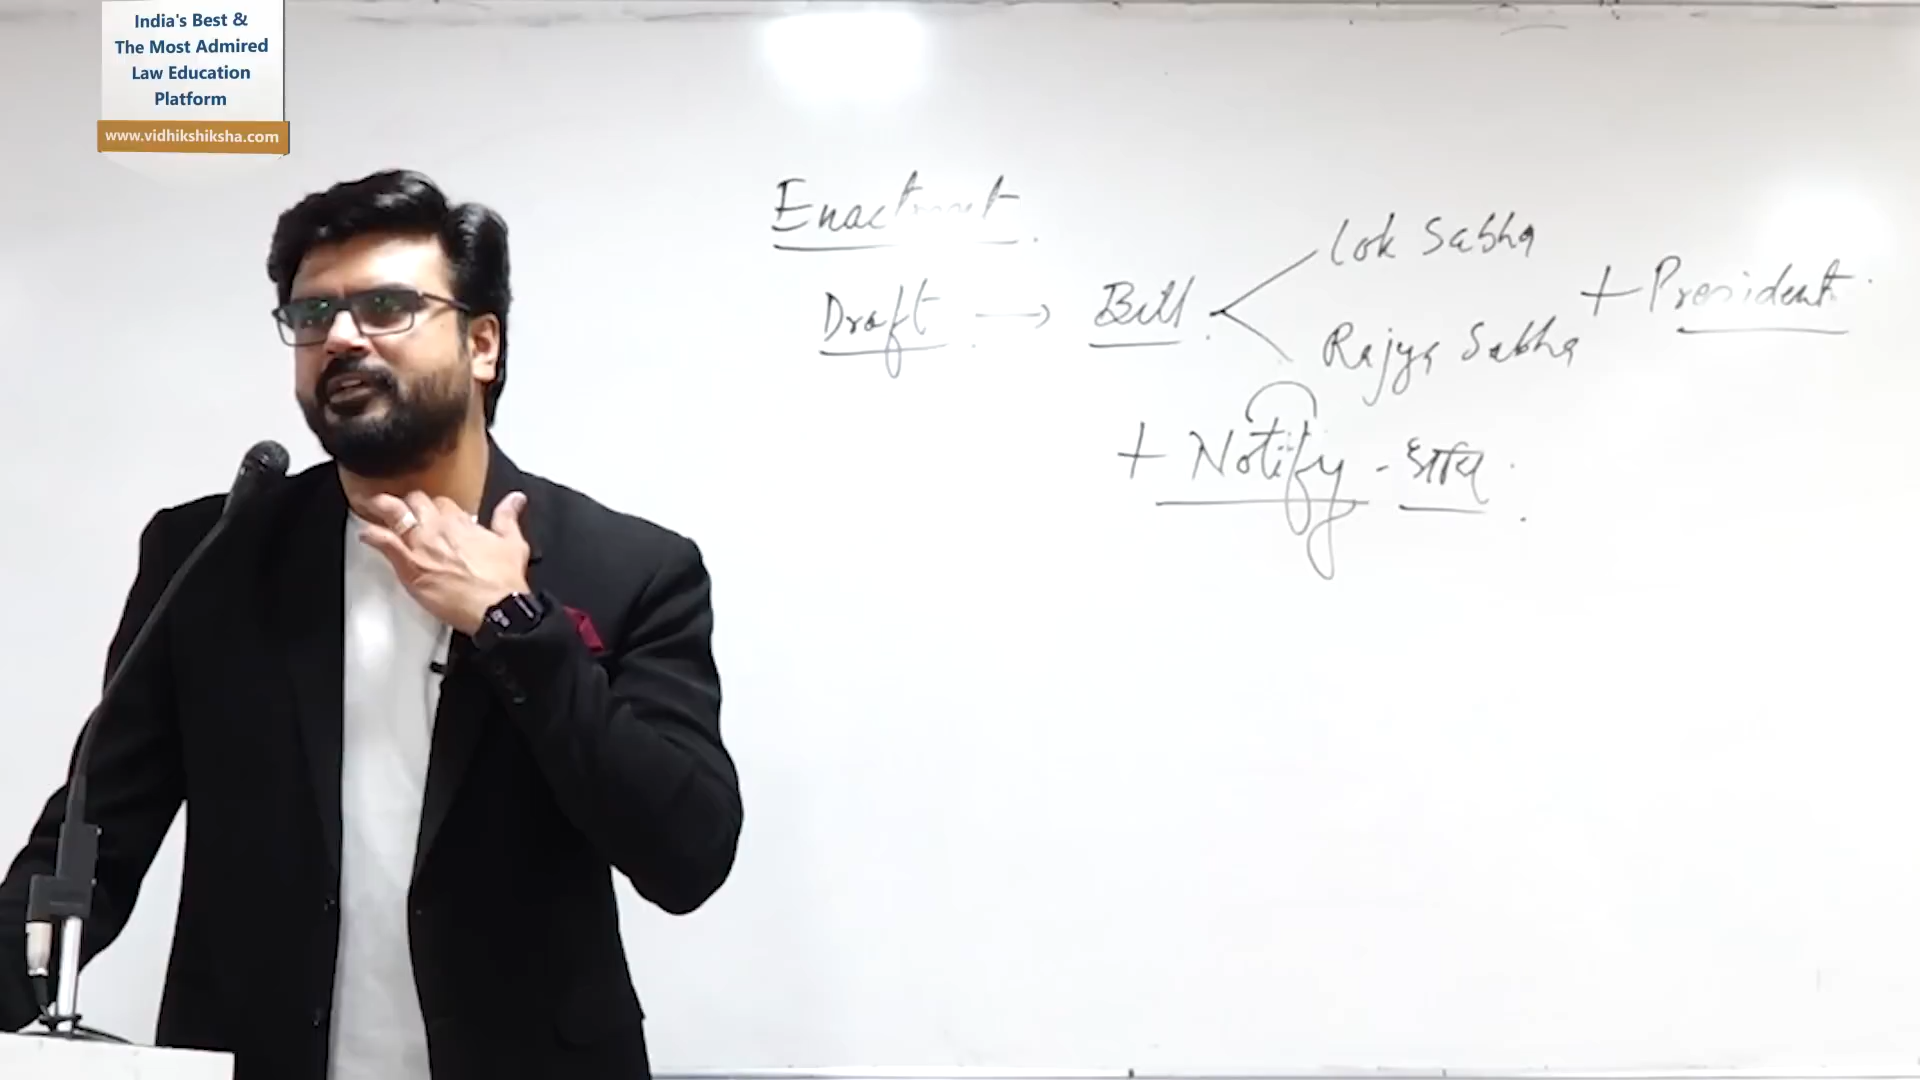 India's Best &
The Most Admired
Law Education
Platform
www.vidhikshiksha.com
Enactment.
Draft → Bill.
Lok Sabha
Rajya Sabha
+ President
+ Notify -